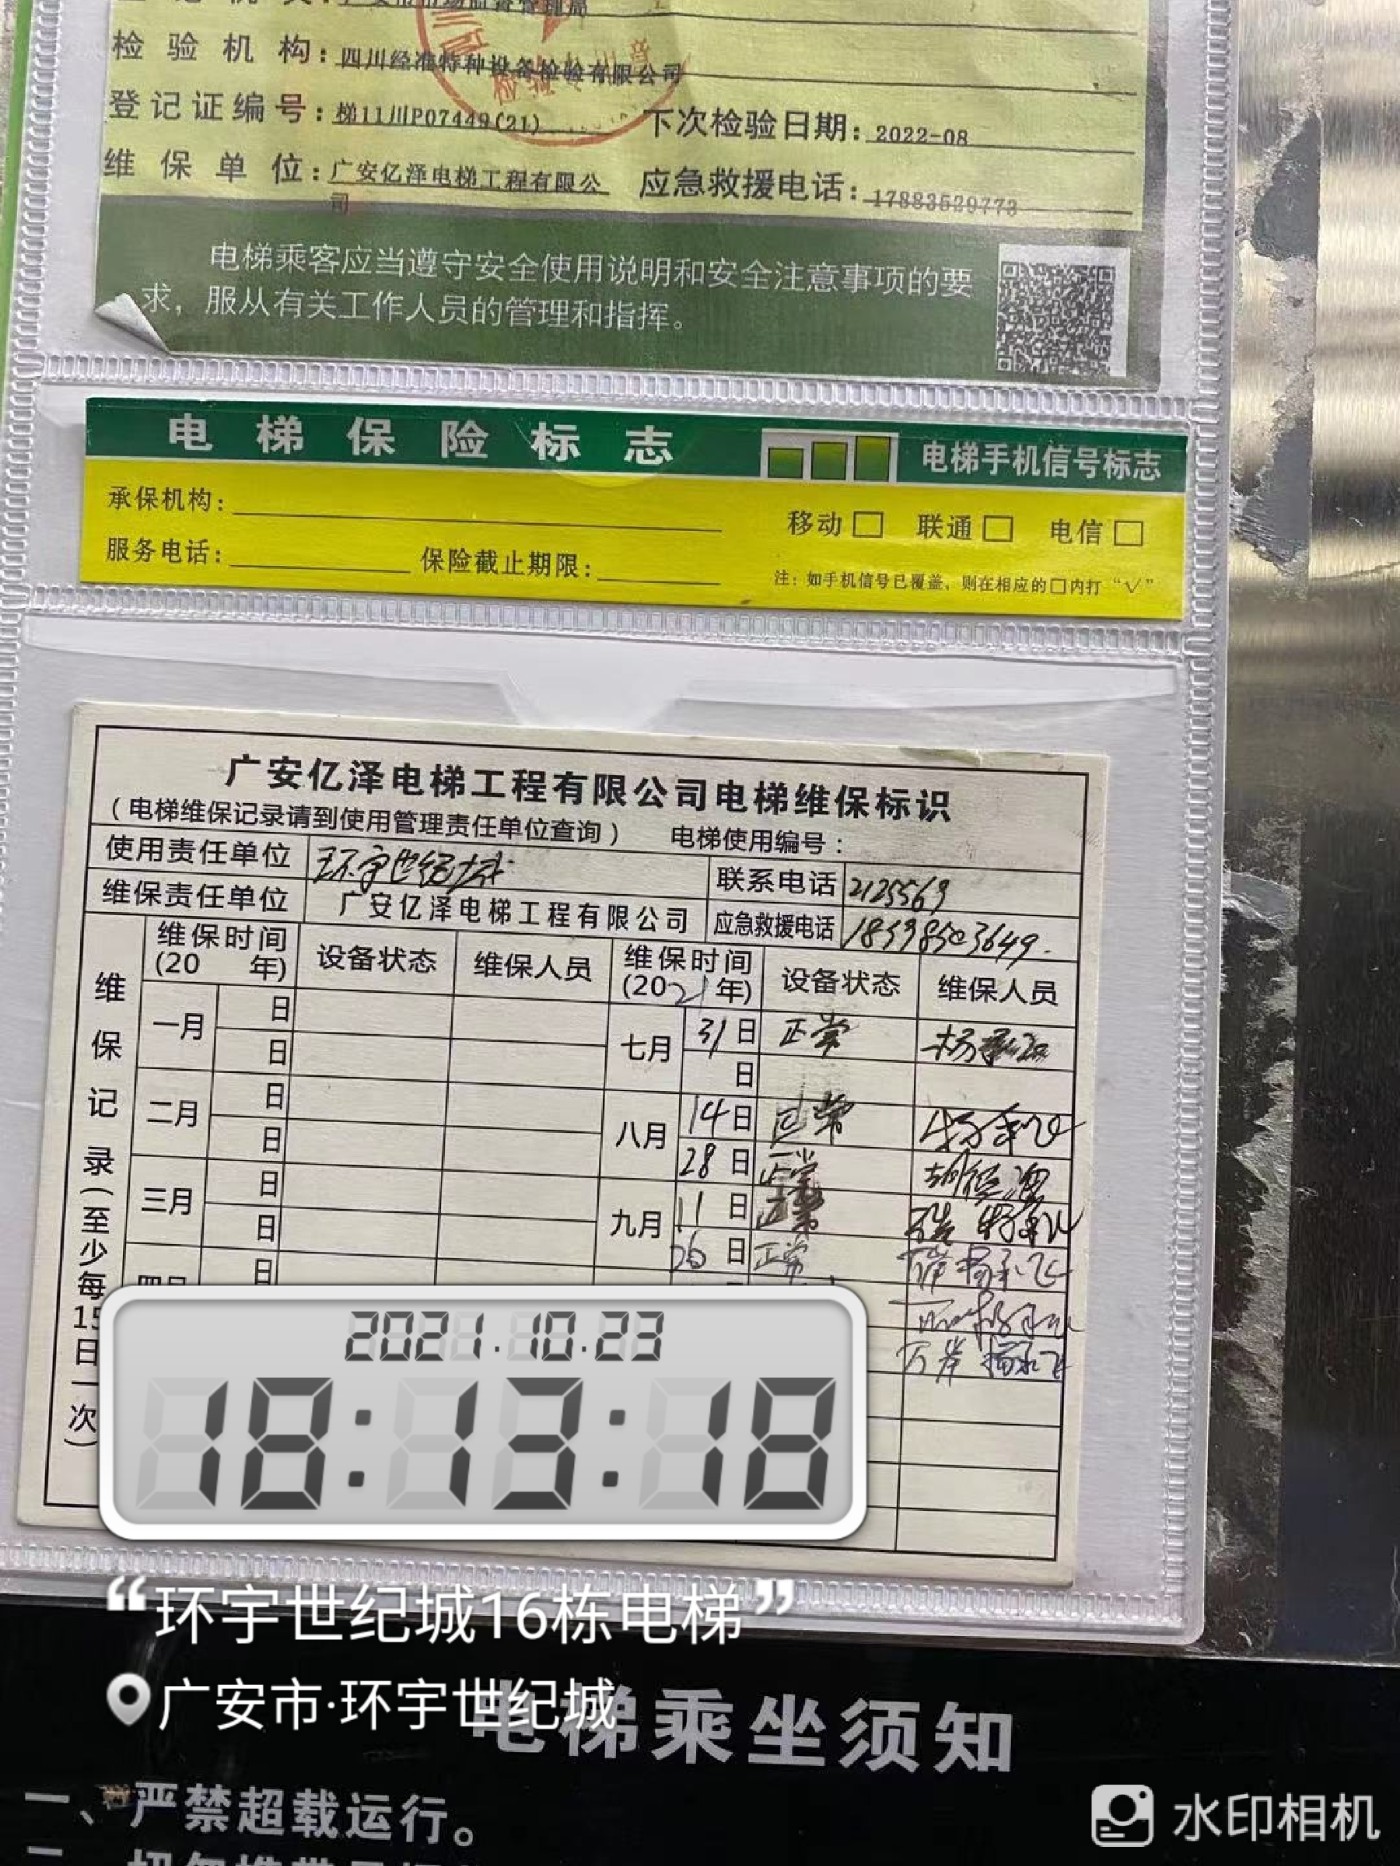 检验机构：四川经准特种设备检验有限公司
登记证编号：梯11川P07449(21) 下次检验日期：2022-08
维保单位：广安亿泽电梯工程有限公司 应急救援电话：17883529773
电梯乘客应当遵守安全使用说明和安全注意事项的要
求，服从有关工作人员的管理和指挥。
电梯保险标志 电梯手机信号标志
承保机构： 移动□ 联通□ 电信□
服务电话： 保险截止期限：
注：如手机信号已覆盖，则在相应的□内打“√”
广安亿泽电梯工程有限公司电梯维保标识
（电梯维保记录请到使用管理责任单位查询） 电梯使用编号：
使用责任单位 环宇世纪城 联系电话 2125569
维保责任单位 广安亿泽电梯工程有限公司 应急救援电话
维保记录(至少每15日一次)
维保时间(20 年) 设备状态 维保人员 维保时间(2021年) 设备状态 维保人员
一月 日 七月 31日 正常
日 日
二月 日 八月 14日 正常
日 28日 正常
三月 日 九月 11日 正常
日 26日 正常
日
2021.10.23
18:13:18
“环宇世纪城16栋电梯”
广安市·环宇世纪城
电梯乘坐须知
一、严禁超载运行。
水印相机